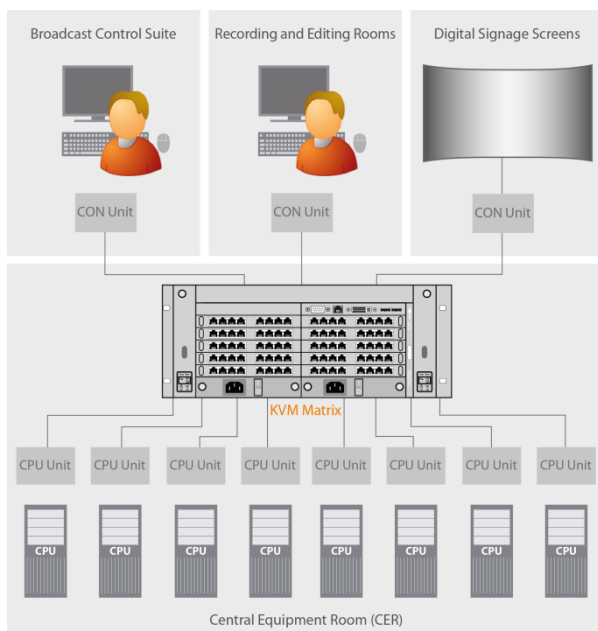 Broadcast Control Suite
Recording and Editing Rooms
Digital Signage Screens
CON Unit
CON Unit
CON Unit
KVM Matrix
CPU Unit
CPU Unit
CPU Unit
CPU Unit
CPU Unit
CPU Unit
CPU Unit
CPU Unit
CPU
CPU
CPU
CPU
CPU
CPU
CPU
CPU
Central Equipment Room (CER)